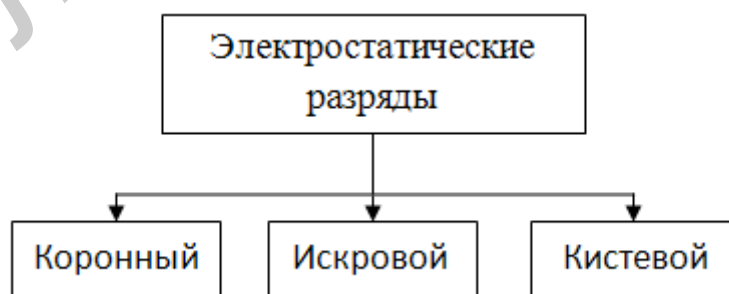 Электростатические
разряды
Коронный
Искровой
Кистевой